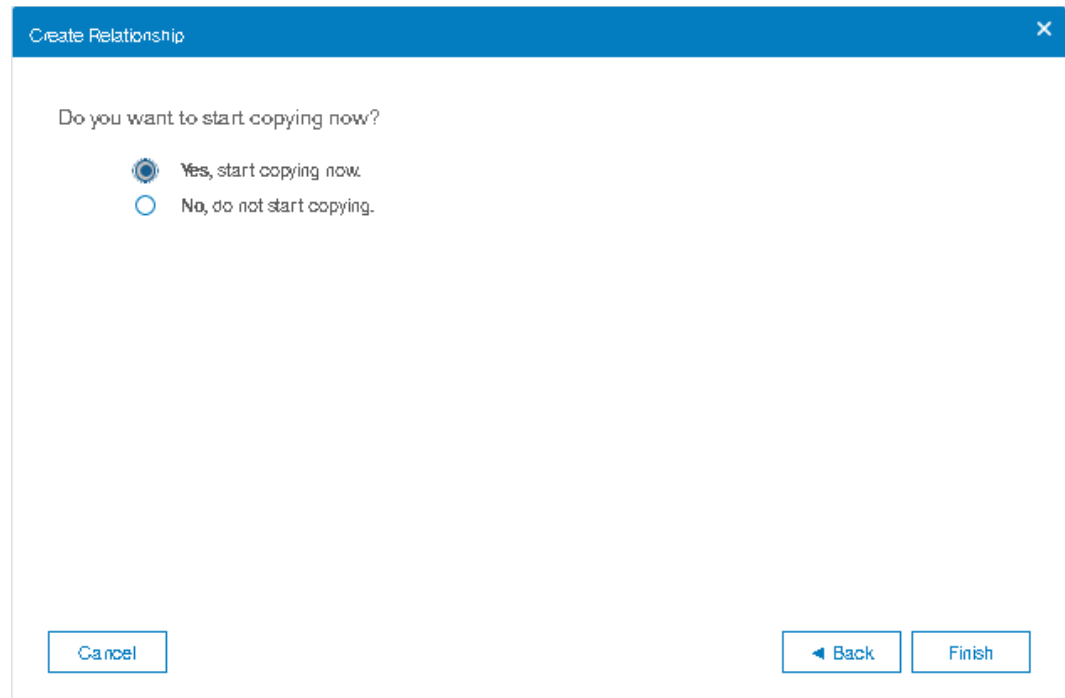 Create Relationship
Do you want to start copying now?
Yes, start copying now.
No, do not start copying.
Cancel
Back
Finish